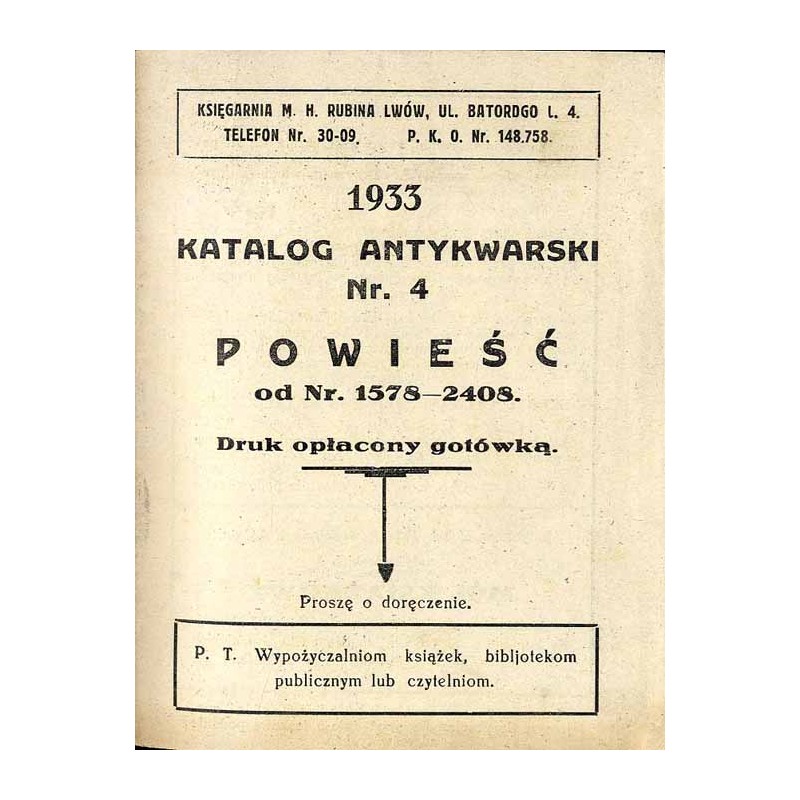 KSIĘGARNIA M. H. RUBINA LWÓW, UL. BATORDGO L. 4.
TELEFON Nr. 30-09. P. K. O. Nr. 148.758.
1933
KATALOG ANTYKWARSKI
Nr. 4
POWIEŚĆ
od Nr. 1578—2408.
Druk opłacony gotówką.
Proszę o doręczenie.
P. T. Wypożyczalniom książek, bibljotekom
publicznym lub czytelniom.